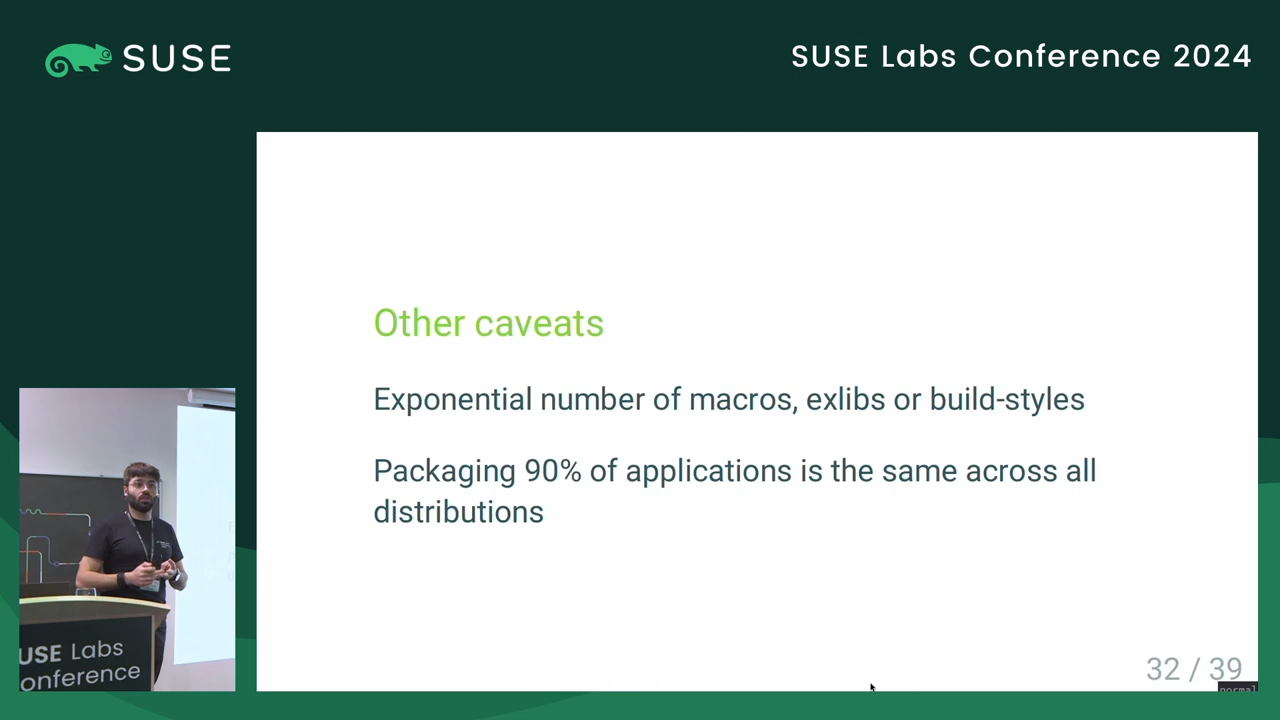 SUSE
SUSE Labs Conference 2024
Other caveats
Exponential number of macros, exlibs or build-styles
Packaging 90% of applications is the same across all
distributions
32 / 39
normal
USE Labs
onference